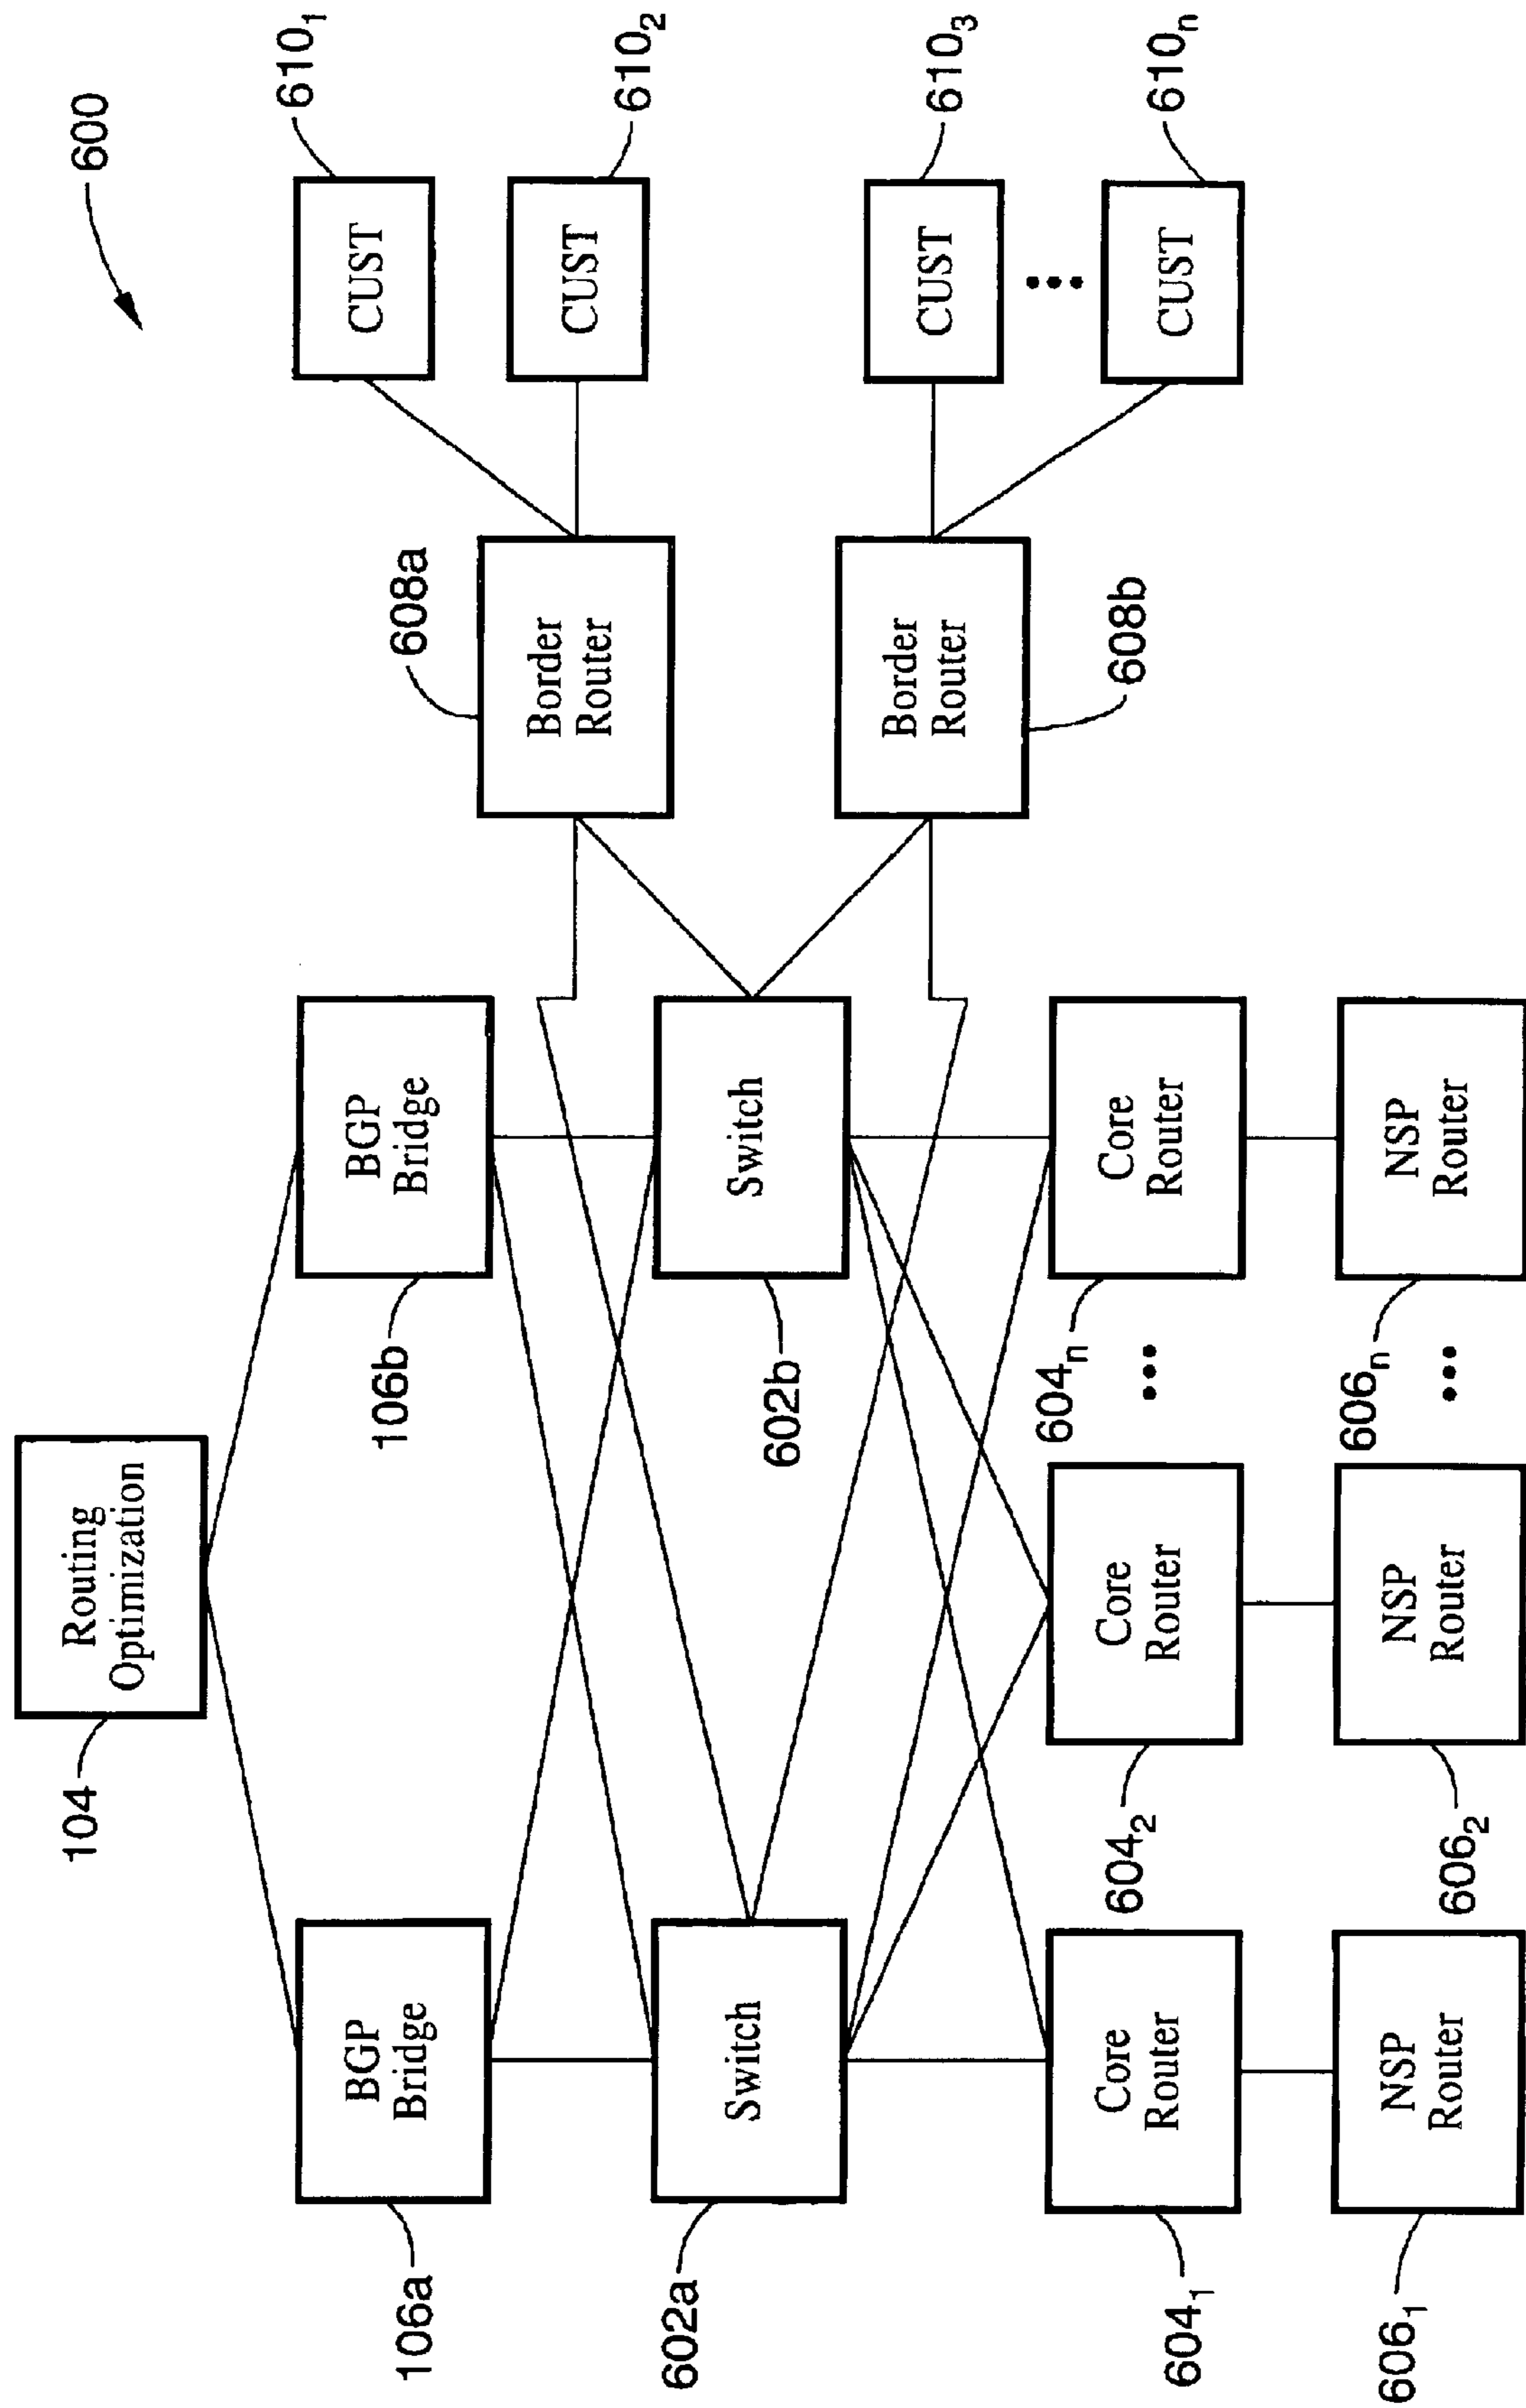 600
104
Routing
Optimization
106a
BGP
Bridge
106b
BGP
Bridge
610₁
CUST
610₂
CUST
608a
Border
Router
602a
Switch
602b
Switch
608b
Border
Router
610₃
CUST
610ₙ
CUST
604₁
Core
Router
604₂
Core
Router
604ₙ
Core
Router
606₁
NSP
Router
606₂
NSP
Router
606ₙ
NSP
Router